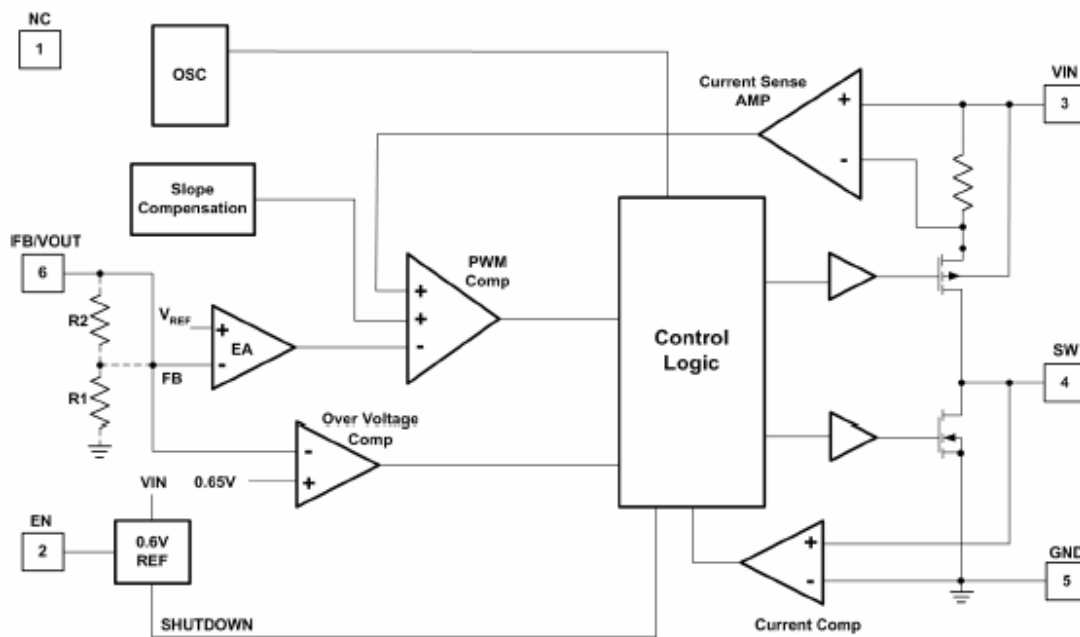 NC
1
OSC
Current Sense
AMP
VIN
3
+
-
Slope
Compensation
IFB/VOUT
6
R2
VREF
+
EA
-
FB
R1
PWM
Comp
+
+
-
Control
Logic
SW
4
Over Voltage
Comp
-
+
0.65V
VIN
EN
2
0.6V
REF
SHUTDOWN
+
-
Current Comp
GND
5